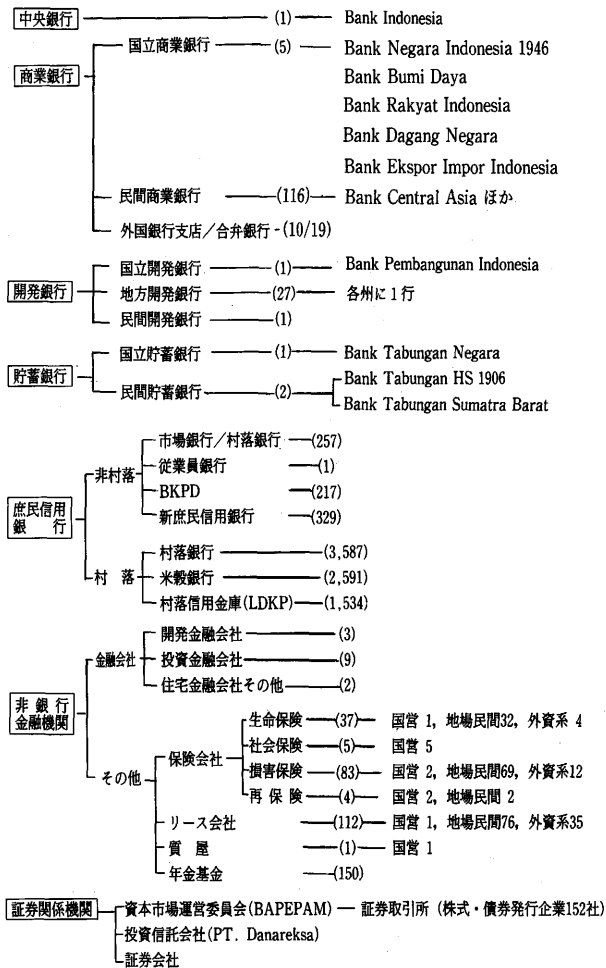 中央銀行 (1) Bank Indonesia
国立商業銀行 (5) Bank Negara Indonesia 1946
商業銀行 Bank Bumi Daya
Bank Rakyat Indonesia
Bank Dagang Negara
Bank Ekspor Impor Indonesia
民間商業銀行 (116) Bank Central Asia ほか
外国銀行支店/合弁銀行-(10/19)
国立開発銀行 (1) Bank Pembangunan Indonesia
開発銀行 地方開発銀行 (27) 各州に1行
民間開発銀行 (1)
国立貯蓄銀行 (1) Bank Tabungan Negara
貯蓄銀行
民間貯蓄銀行 (2) Bank Tabungan HS 1906
Bank Tabungan Sumatra Barat
市場銀行/村落銀行 (257)
非村落 従業員銀行 (1)
BKPD (217)
庶民信用 新庶民信用銀行 (329)
銀行
村落銀行 (3,587)
村落 米穀銀行 (2,591)
村落信用金庫(LDKP) (1,534)
開発金融会社 (3)
金融会社 投資金融会社 (9)
住宅金融会社その他 (2)
非銀行
金融機関
生命保険 (37) 国営 1, 地場民間32, 外資系 4
社会保険 (5) 国営 5
保険会社
その他 損害保険 (83) 国営 2, 地場民間69, 外資系12
再保険 (4) 国営 2, 地場民間 2
リース会社 (112) 国営 1, 地場民間76, 外資系35
質屋 (1) 国営 1
年金基金 (150)
証券関係機関 資本市場運営委員会(BAPEPAM) — 証券取引所 (株式・債券発行企業152社)
投資信託会社(PT. Danareksa)
証券会社